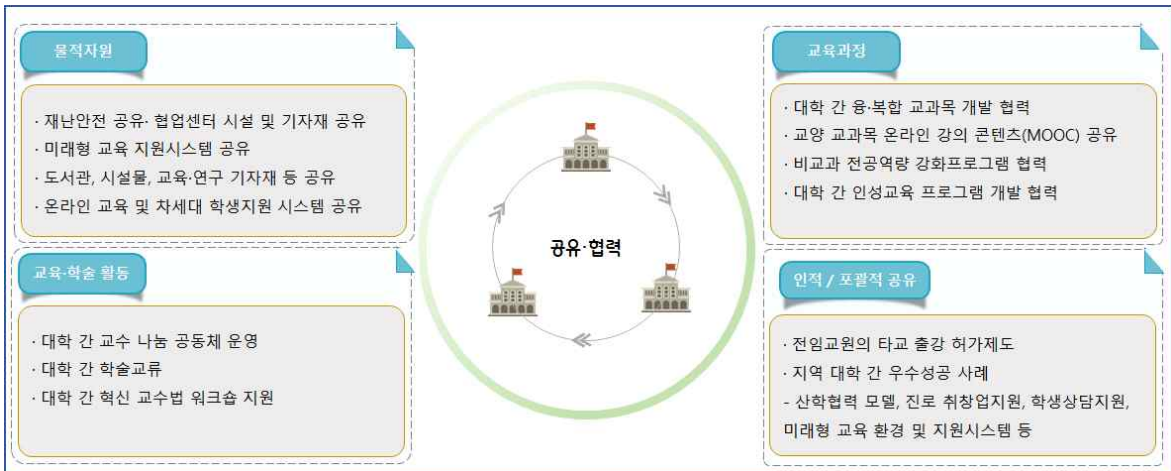 물적자원
· 재난안전 공유· 협업센터 시설 및 기자재 공유
· 미래형 교육 지원시스템 공유
· 도서관, 시설물, 교육·연구 기자재 등 공유
· 온라인 교육 및 차세대 학생지원 시스템 공유
교육과정
· 대학 간 융·복합 교과목 개발 협력
· 교양 교과목 온라인 강의 콘텐츠(MOOC) 공유
· 비교과 전공역량 강화프로그램 협력
· 대학 간 인성교육 프로그램 개발 협력
공유·협력
교육·학술 활동
· 대학 간 교수 나눔 공동체 운영
· 대학 간 학술교류
· 대학 간 혁신 교수법 워크숍 지원
인적 / 포괄적 공유
· 전임교원의 타교 출강 허가제도
· 지역 대학 간 우수성공 사례
- 산학협력 모델, 진로 취창업지원, 학생상담지원,
미래형 교육 환경 및 지원시스템 등